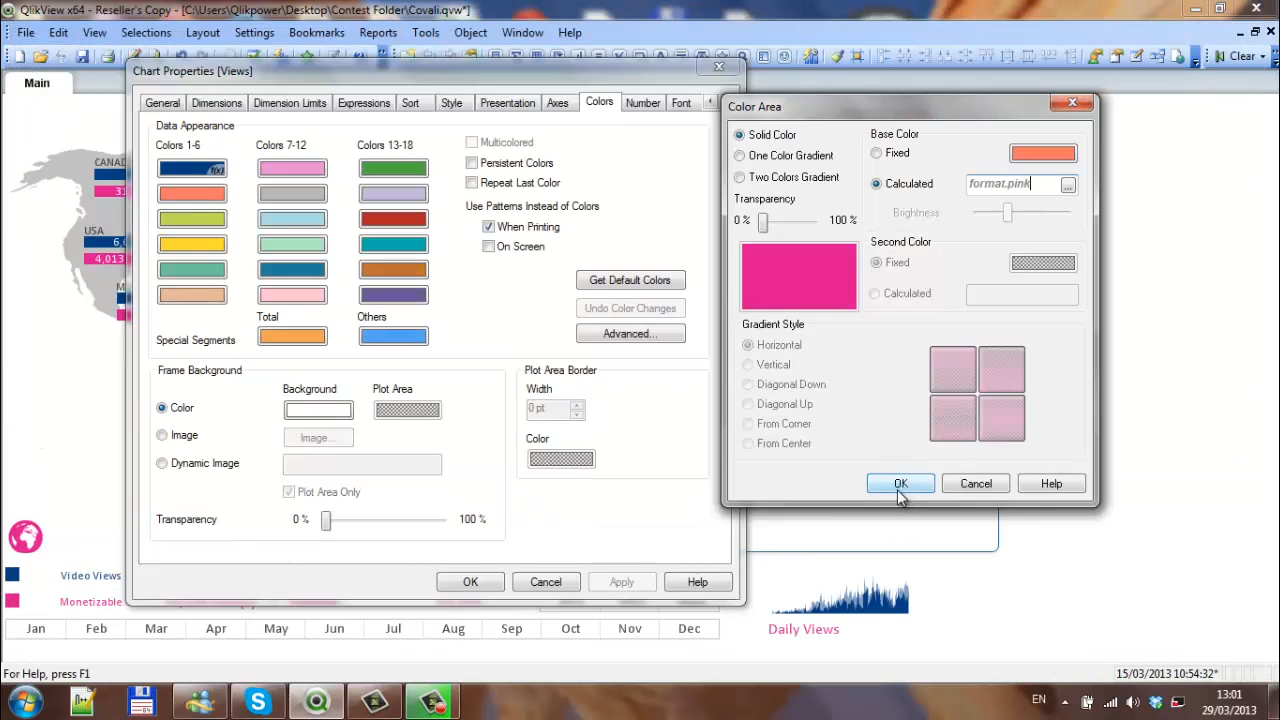 QlikView x64 - Reseller's Copy - [C:\Users\Qlikpower\Desktop\Contest Folder\Covali.qvw*]
File Edit View Selections Layout Settings Bookmarks Reports Tools Object Window Help
Clear
Main
Chart Properties [Views]
General Dimensions Dimension Limits Expressions Sort Style Presentation Axes Colors Number Font
Data Appearance
Colors 1-6 Colors 7-12 Colors 13-18
f(x)
Multicolored
Persistent Colors
Repeat Last Color
Use Patterns Instead of Colors
When Printing
On Screen
Get Default Colors
Undo Color Changes
Advanced...
Total Others
Special Segments
Frame Background
Background Plot Area
Color
Image Image...
Dynamic Image
Plot Area Only
Transparency 0 % 100 %
Plot Area Border
Width
0 pt
Color
OK Cancel Apply Help
Color Area
Solid Color
One Color Gradient
Two Colors Gradient
Transparency
0 % 100 %
Base Color
Fixed
Calculated format.pink ...
Brightness
Second Color
Fixed
Calculated
Gradient Style
Horizontal
Vertical
Diagonal Down
Diagonal Up
From Corner
From Center
OK Cancel Help
CANAD
USA
4,013
Video Views
Monetizable
Jan Feb Mar Apr May Jun Jul Aug Sep Oct Nov Dec
Daily Views
For Help, press F1
15/03/2013 10:54:32*
EN
13:01
29/03/2013